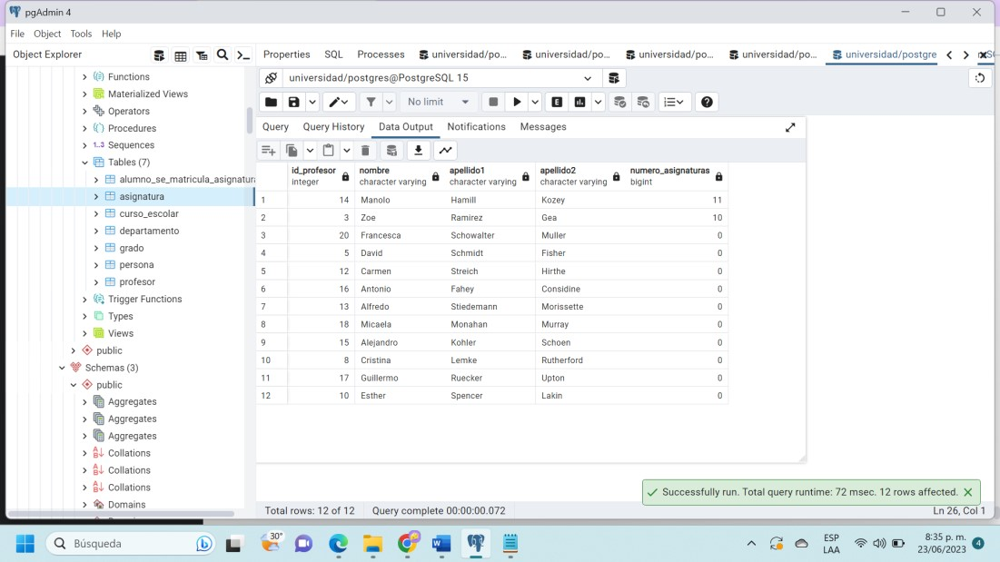 pgAdmin 4
File Object Tools Help
Object Explorer
Properties SQL Processes universidad/po... universidad/po... universidad/po... universidad/po... universidad/postgre
Functions
Materialized Views
Operators
Procedures
1..3 Sequences
Tables (7)
alumno_se_matricula_asignatura
asignatura
curso_escolar
departamento
grado
persona
profesor
Trigger Functions
Types
Views
public
Schemas (3)
public
Aggregates
Aggregates
Aggregates
Collations
Collations
Collations
Domains
universidad/postgres@PostgreSQL 15
No limit
E
Query Query History Data Output Notifications Messages
id_profesor nombre apellido1 apellido2 numero_asignaturas
integer character varying character varying character varying bigint
1 14 Manolo Hamill Kozey 11
2 3 Zoe Ramirez Gea 10
3 20 Francesca Schowalter Muller 0
4 5 David Schmidt Fisher 0
5 12 Carmen Streich Hirthe 0
6 16 Antonio Fahey Considine 0
7 13 Alfredo Stiedemann Morissette 0
8 18 Micaela Monahan Murray 0
9 15 Alejandro Kohler Schoen 0
10 8 Cristina Lemke Rutherford 0
11 17 Guillermo Ruecker Upton 0
12 10 Esther Spencer Lakin 0
Successfully run. Total query runtime: 72 msec. 12 rows affected.
Total rows: 12 of 12 Query complete 00:00:00.072 Ln 26, Col 1
Búsqueda
30°
ESP
LAA
8:35 p. m.
23/06/2023
4